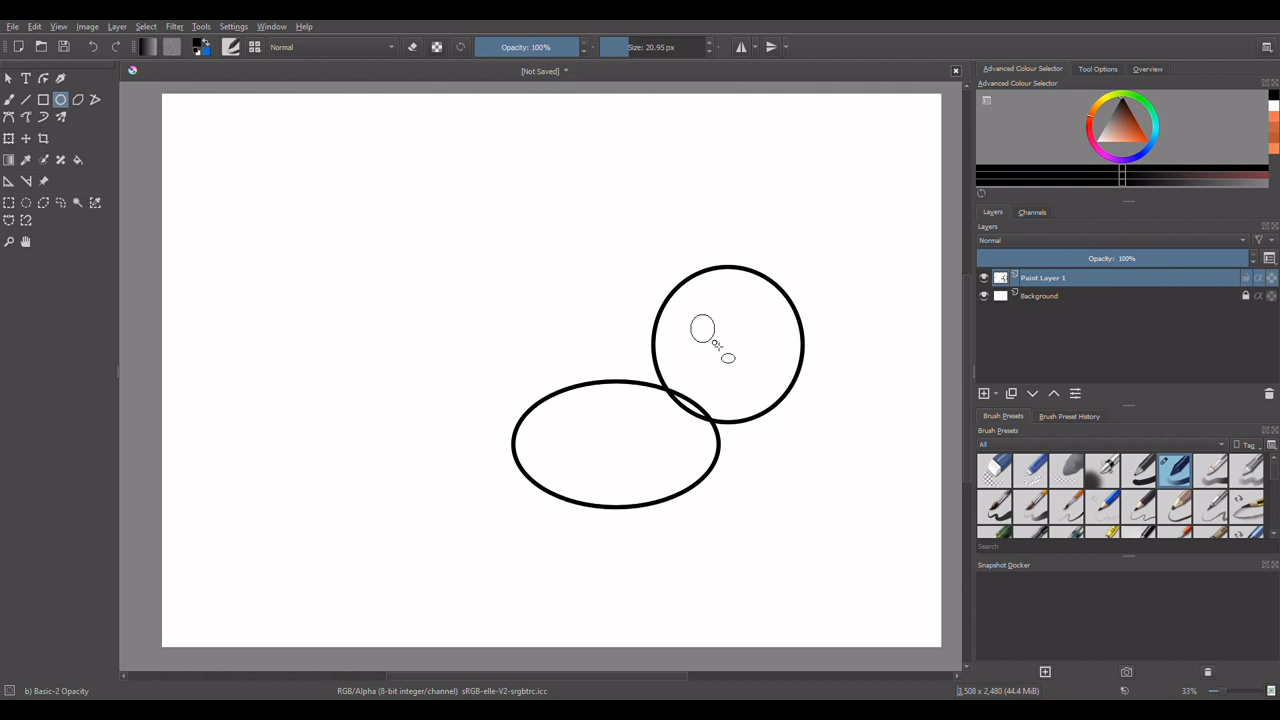 File Edit View Image Layer Select Filter Tools Settings Window Help
Normal Opacity: 100% Size: 20.95 px
[Not Saved] *
Advanced Colour Selector Tool Options Overview
Advanced Colour Selector
Layers Channels
Layers
Normal
Opacity: 100%
Paint Layer 1
Background
Brush Presets Brush Preset History
Brush Presets
All Tag
Search
Snapshot Docker
b) Basic-2 Opacity RGB/Alpha (8-bit integer/channel) sRGB-elle-V2-srgbtrc.icc 3,508 x 2,480 (44.4 MiB) 33%